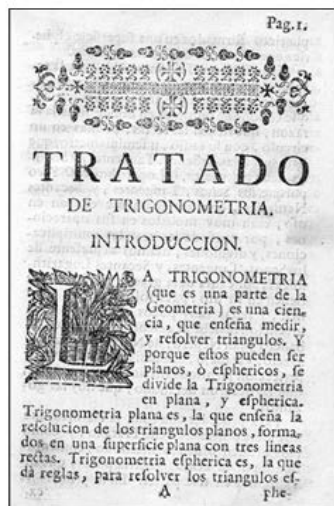 Pag. 1.
TRATADO
DE TRIGONOMETRIA.
INTRODUCCION.
LA TRIGONOMETRIA
(que es una parte de la
Geometria) es una cien-
cia, que enseña medir,
y resolver triangulos. Y
porque estos pueden ser
planos, ò esphericos, se
divide la Trigonometria
en plana, y espherica.
Trigonometria plana es, la que enseña la
resolucion de los triangulos planos, forma-
dos en una superficie plana con tres lineas
rectas. Trigonometria espherica es, la que
dà reglas, para resolver los triangulos es-
A phe-